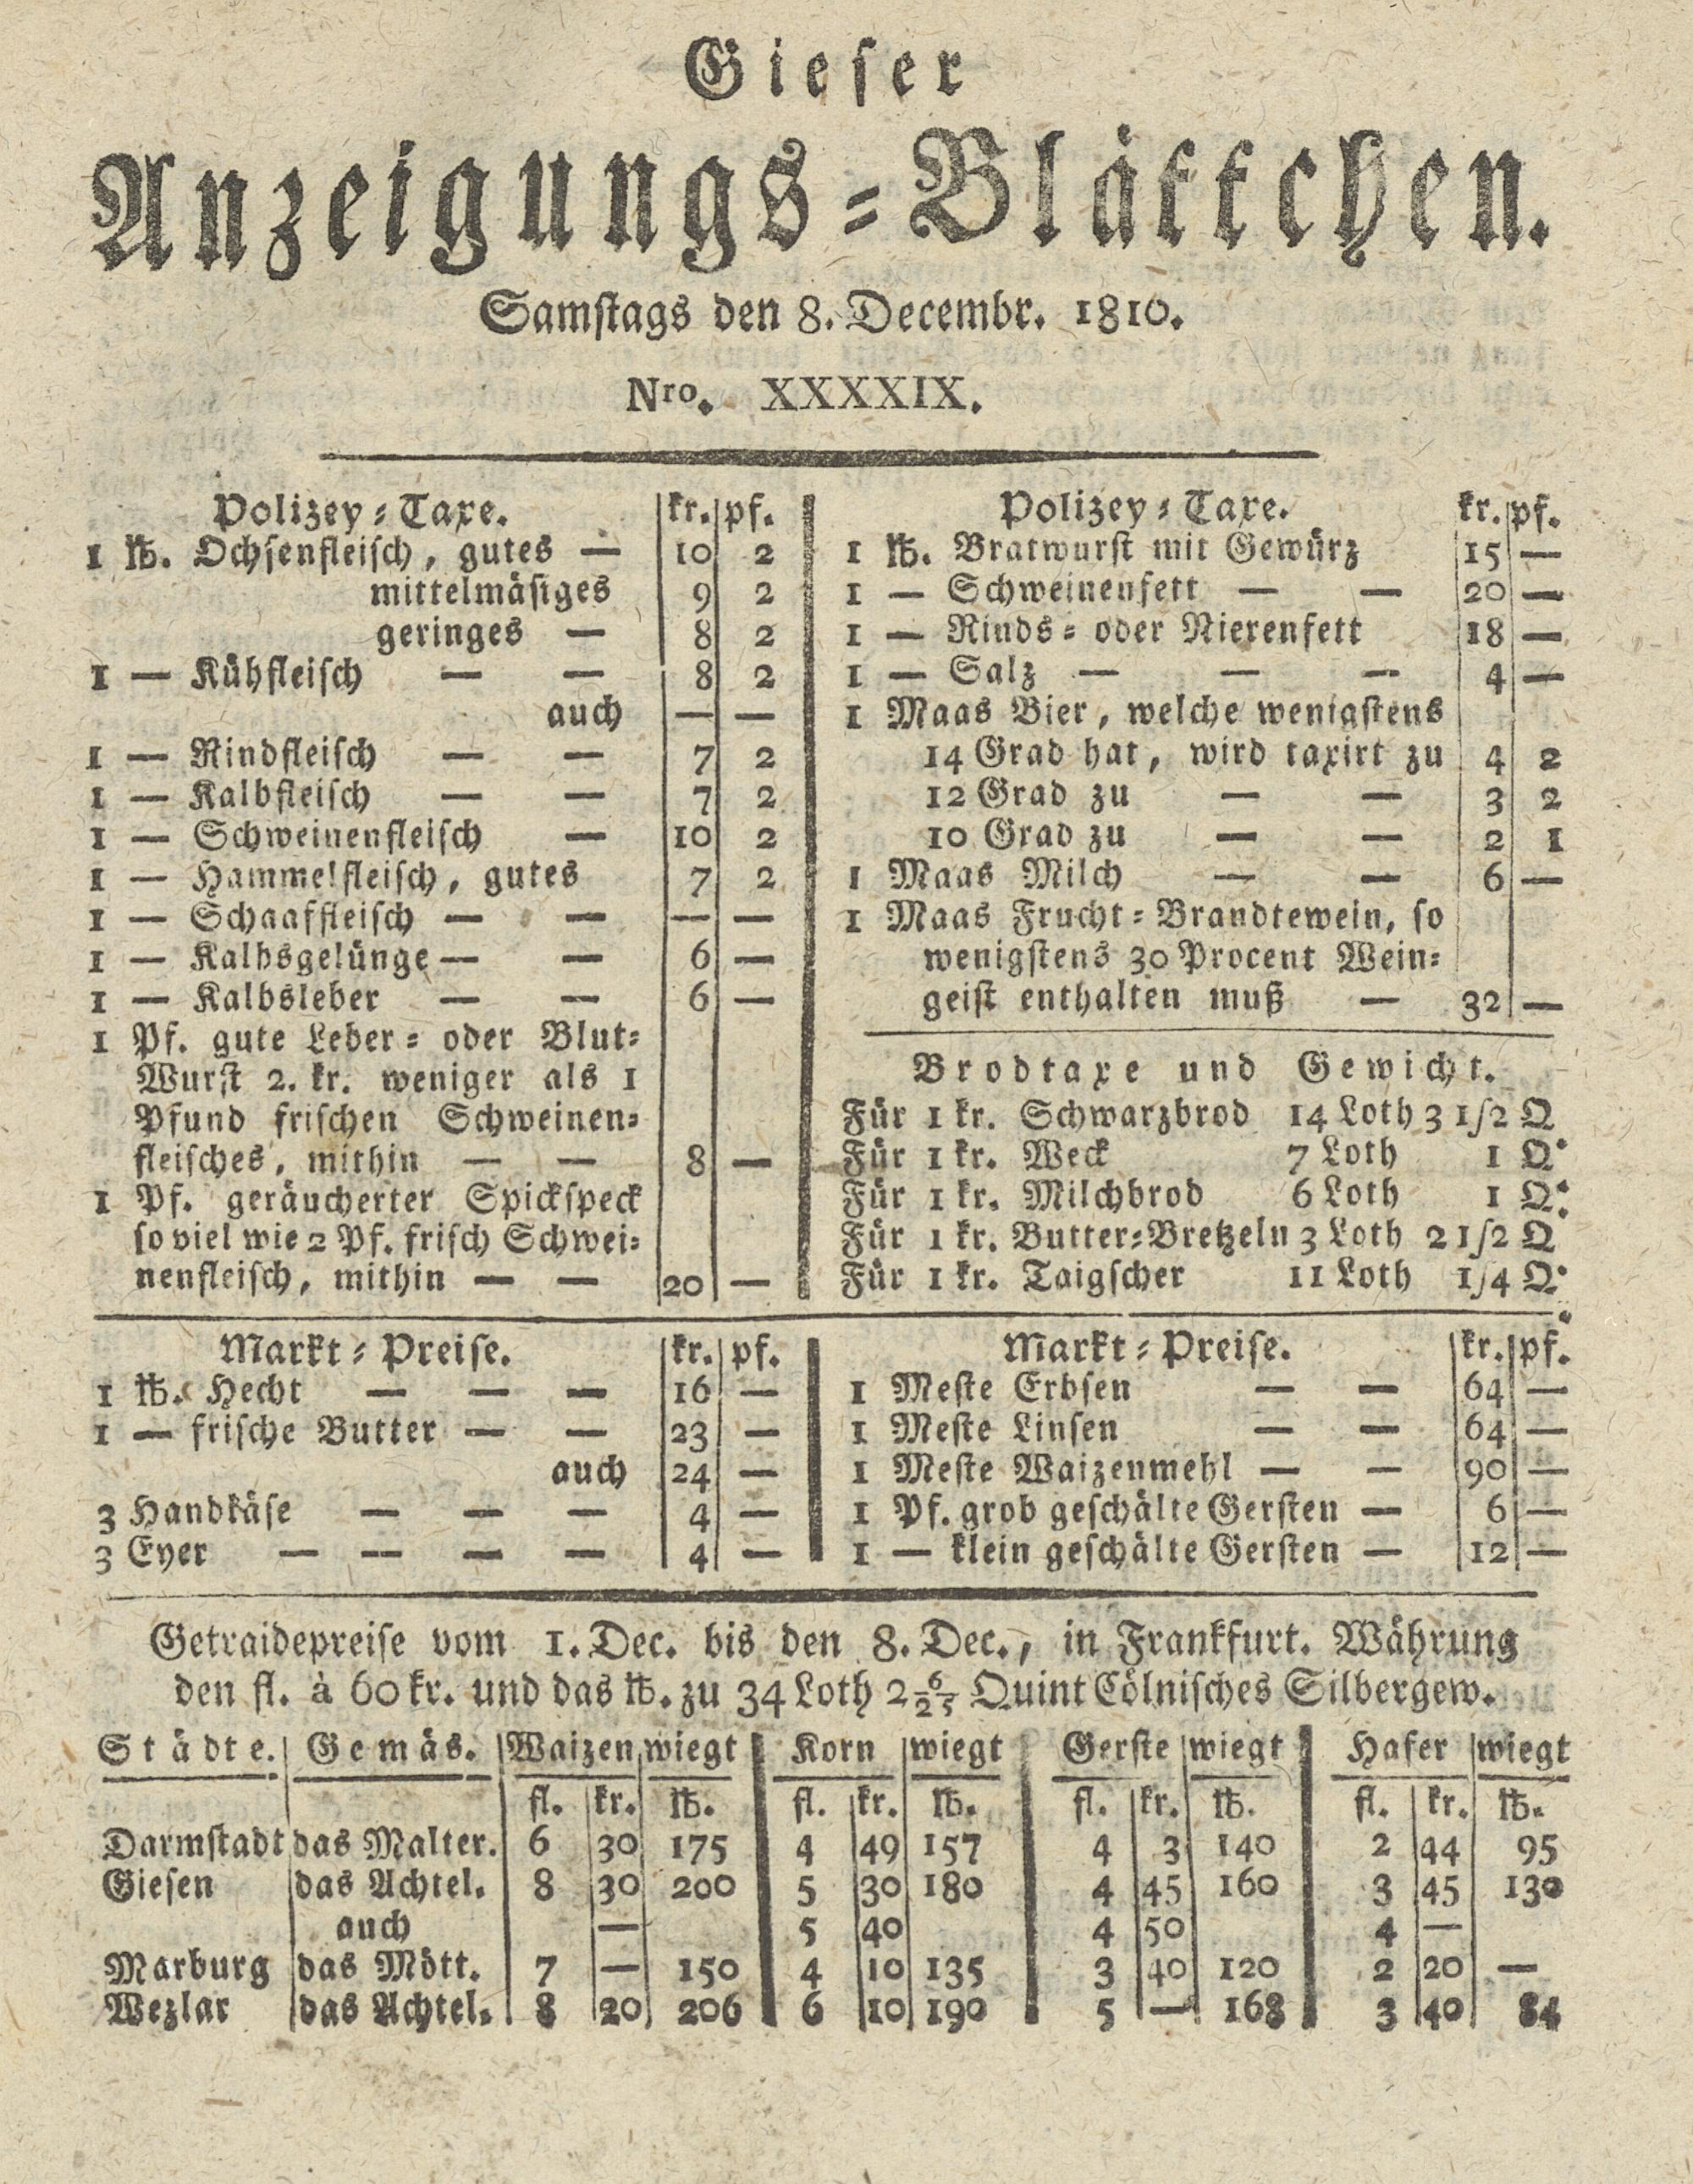 Gieſer
Anzeigungs-Blåttchen.
Samſtags den 8. Decembr. 1810.
Nro. XXXXIX.
Polizey-Taxe. kr. pf.
1 ℔. Ochſenfleiſch, gutes — 10 2
mittelmäſiges 9 2
geringes — 8 2
1 — Kühfleiſch — — 8 2
auch — —
1 — Rindfleiſch — — 7 2
1 — Kalbfleiſch — — 7 2
1 — Schweinenfleiſch — 10 2
1 — Hammelfleiſch, gutes 7 2
1 — Schaaffleiſch — — — —
1 — Kalbsgelünge — — 6 —
1 — Kalbsleber — — 6 —
1 Pf. gute Leber- oder Blut-
Wurſt 2. kr. weniger als 1
Pfund friſchen Schweinen-
fleiſches, mithin — — 8 —
1 Pf. geräucherter Spickſpeck
ſo viel wie 2 Pf. friſch Schwei-
nenfleiſch, mithin — — 20 —
Polizey-Taxe. kr. pf.
1 ℔. Bratwurſt mit Gewürz 15 —
1 — Schweinenfett — — 20 —
1 — Rinds- oder Nierenfett 18 —
1 — Salz — — — 4 —
1 Maas Bier, welche wenigſtens
14 Grad hat, wird taxirt zu 4 2
12 Grad zu — — 3 2
10 Grad zu — — 2 1
1 Maas Milch — — 6 —
1 Maas Frucht-Brandtewein, ſo
wenigſtens 30 Procent Wein-
geiſt enthalten muß — 32 —
Brodtaxe und Gewicht.
Für 1 kr. Schwarzbrod 14 Loth 3 1/2 Q
Für 1 kr. Weck 7 Loth 1 Q.
Für 1 kr. Milchbrod 6 Loth 1 Q.
Für 1 kr. Butter-Bretzeln 3 Loth 2 1/2 Q
Für 1 kr. Taigſcher 11 Loth 1/4 Q.
Markt-Preiſe. kr. pf.
1 ℔. Hecht — — — 16 —
1 — friſche Butter — — 23 —
auch 24 —
3 Handkäſe — — — 4 —
3 Eyer — — — — 4 —
Markt-Preiſe. kr. pf.
1 Meſte Erbſen — — 64 —
1 Meſte Linſen — — 64 —
1 Meſte Waizenmehl — — 90 —
1 Pf. grob geſchälte Gerſten — 6 —
1 — klein geſchälte Gerſten — 12 —
Getraidepreiſe vom 1. Dec. bis den 8. Dec., in Frankfurt. Währung
den fl. à 60 kr. und das ℔. zu 34 Loth 2 6/25 Quint Cölniſches Silbergew.
Städte. Gemäs. Waizen wiegt Korn wiegt Gerſte wiegt Hafer wiegt
fl. kr. ℔. fl. kr. ℔. fl. kr. ℔. fl. kr. ℔.
Darmſtadt das Malter. 6 30 175 4 49 157 4 3 140 2 44 95
Gieſen das Achtel. 8 30 200 5 30 180 4 45 160 3 45 130
auch — 5 40 4 50 4 —
Marburg das Mött. 7 — 150 4 10 135 3 40 120 2 20 —
Wezlar das Achtel. 8 20 206 6 10 190 5 — 168 3 40 84